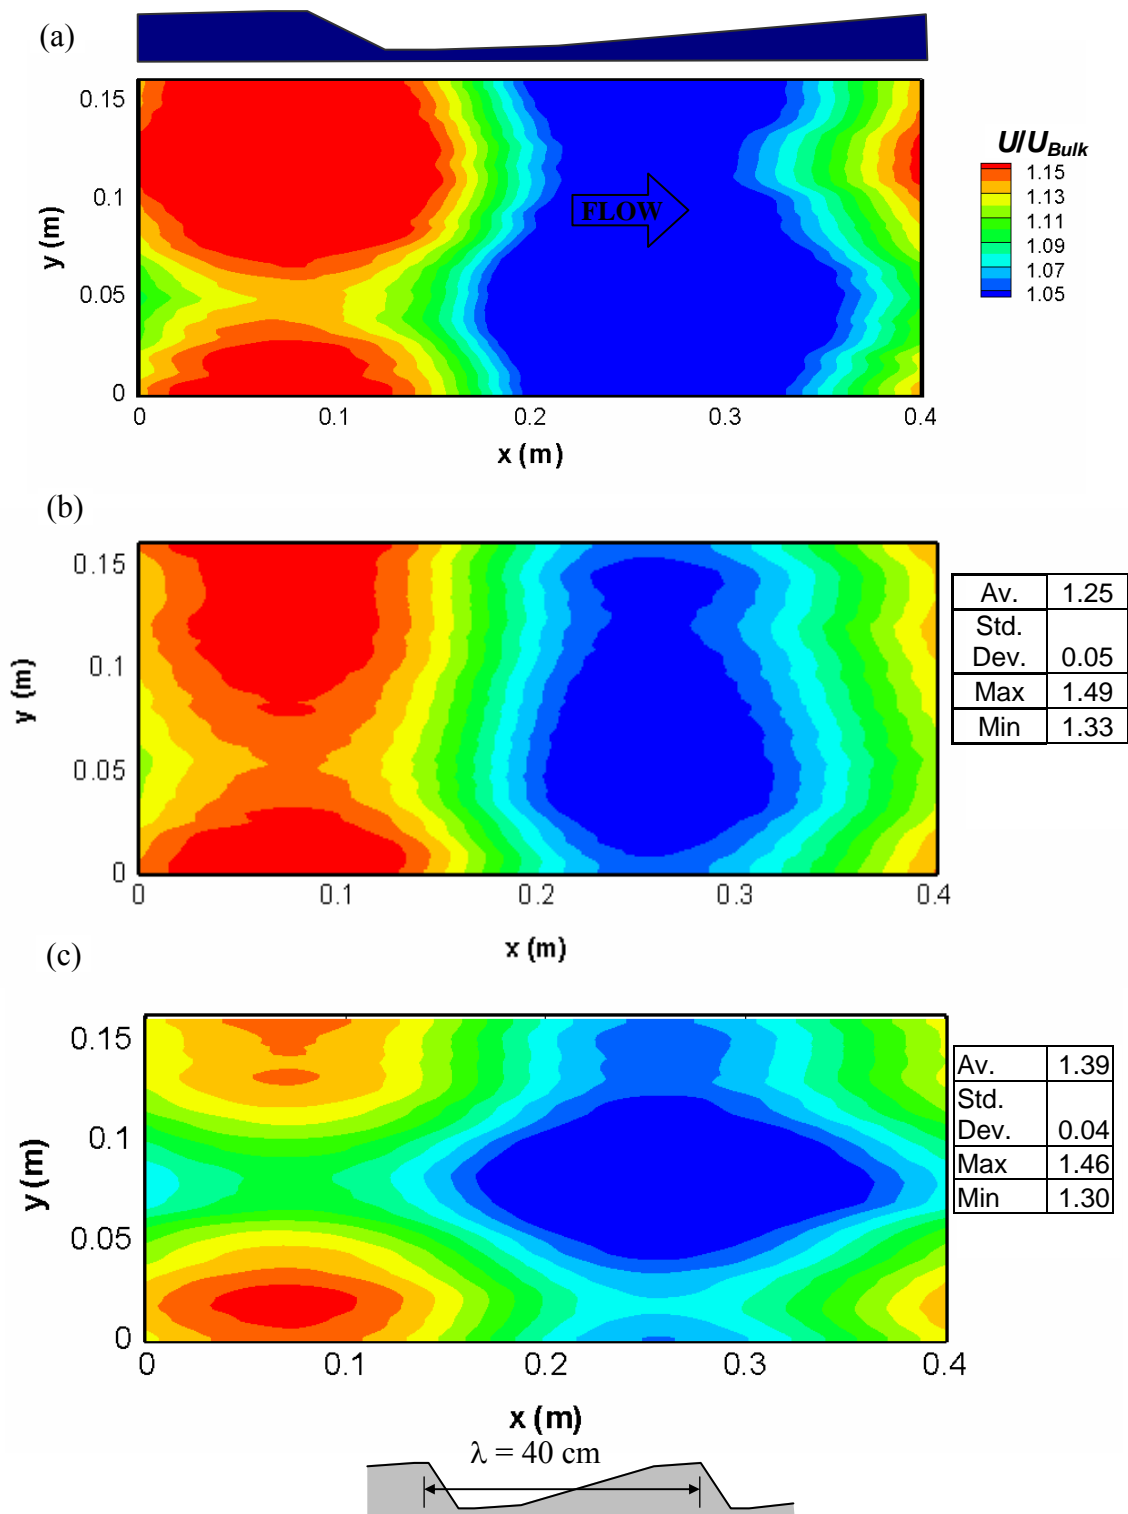 (a)
0.15
0.1
0.05
0
y (m)
FLOW
0 0.1 0.2 0.3 0.4
x (m)
U/U Bulk
1.15
1.13
1.11
1.09
1.07
1.05
(b)
0.15
0.1
0.05
0
y (m)
0 0.1 0.2 0.3 0.4
x (m)
Av. 1.25
Std. Dev. 0.05
Max 1.49
Min 1.33
(c)
0.15
0.1
0.05
0
y (m)
0 0.1 0.2 0.3 0.4
x (m)
Av. 1.39
Std. Dev. 0.04
Max 1.46
Min 1.30
λ = 40 cm